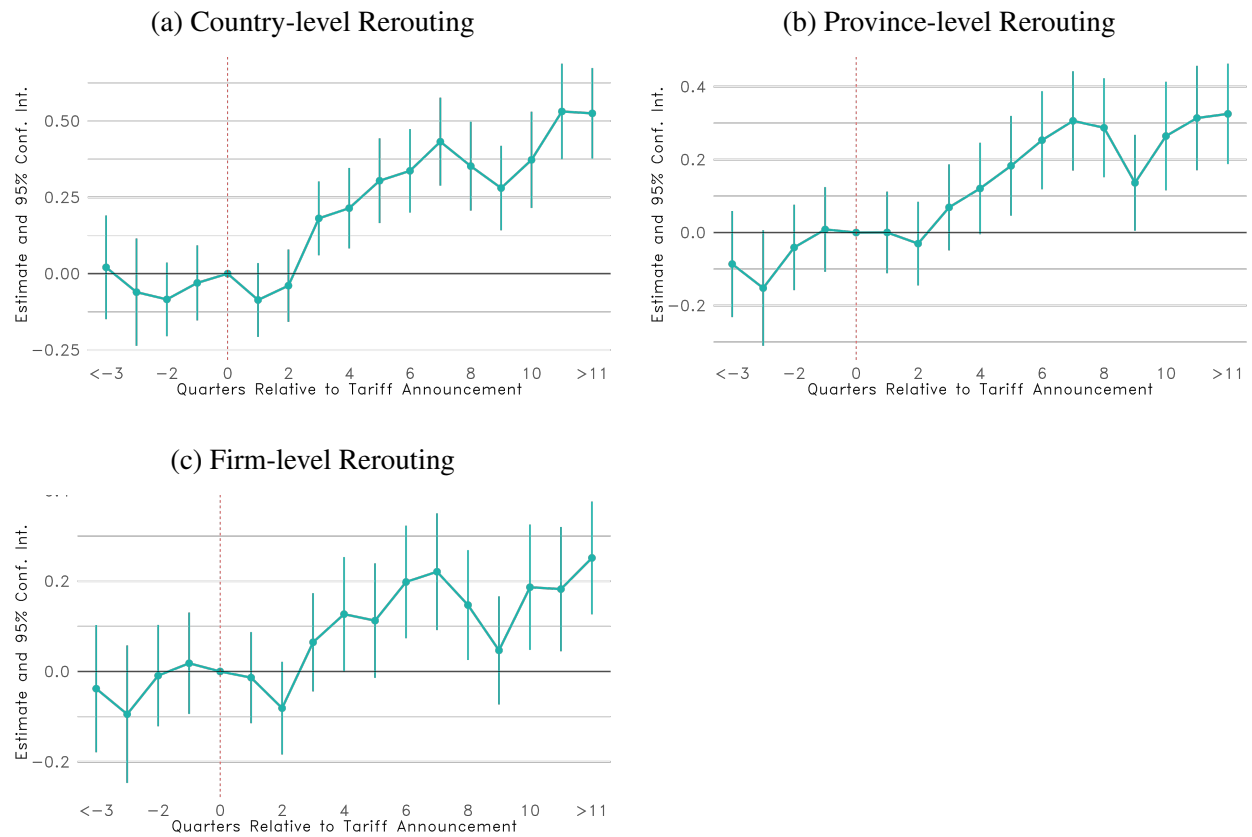 (a) Country-level Rerouting
Estimate and 95% Conf. Int.
0.50
0.25
0.00
−0.25
<−3 −2 0 2 4 6 8 10 >11
Quarters Relative to Tariff Announcement
(b) Province-level Rerouting
Estimate and 95% Conf. Int.
0.4
0.2
0.0
−0.2
<−3 −2 0 2 4 6 8 10 >11
Quarters Relative to Tariff Announcement
(c) Firm-level Rerouting
Estimate and 95% Conf. Int.
0.2
0.0
−0.2
<−3 −2 0 2 4 6 8 10 >11
Quarters Relative to Tariff Announcement